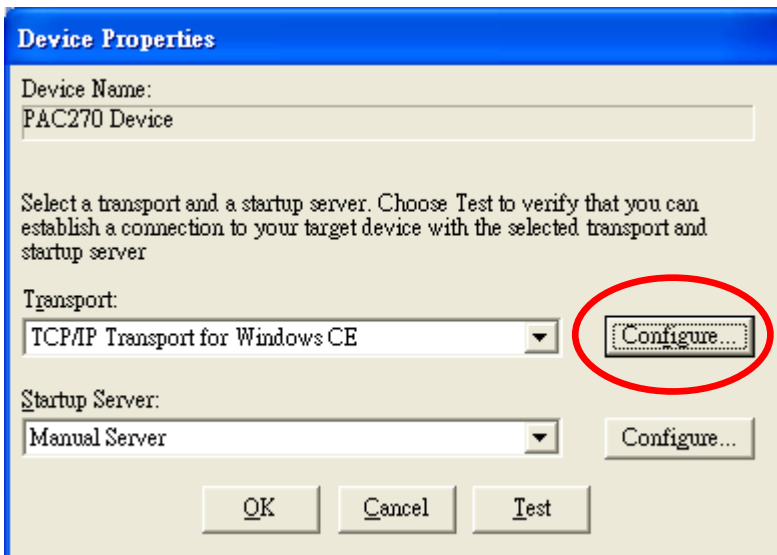 Device Properties
Device Name:
PAC270 Device
Select a transport and a startup server. Choose Test to verify that you can
establish a connection to your target device with the selected transport and
startup server
Transport:
TCP/IP Transport for Windows CE
Configure...
Startup Server:
Manual Server
Configure...
OK Cancel Test